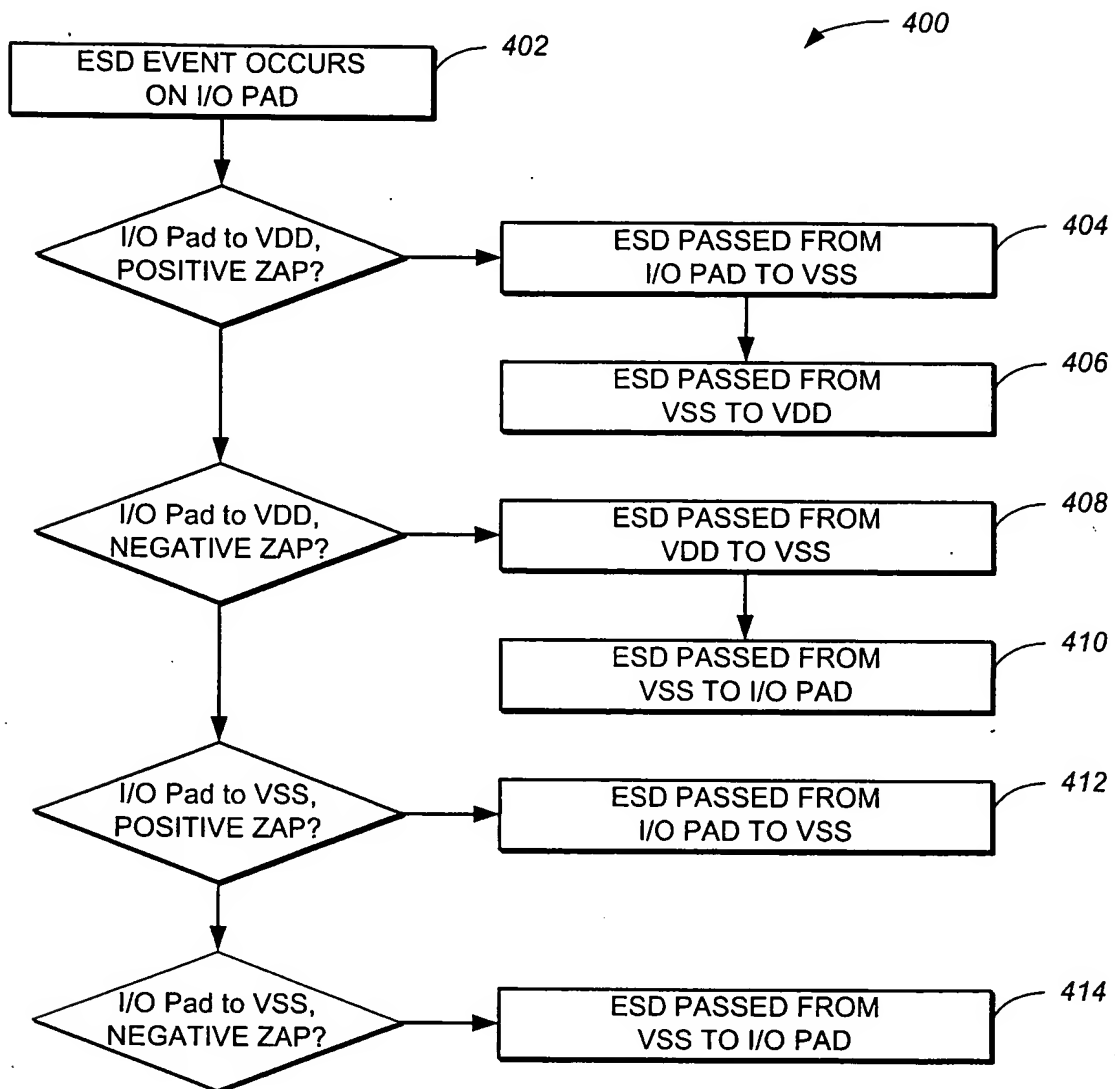 400
ESD EVENT OCCURS
ON I/O PAD
402
I/O Pad to VDD,
POSITIVE ZAP?
ESD PASSED FROM
I/O PAD TO VSS
404
ESD PASSED FROM
VSS TO VDD
406
I/O Pad to VDD,
NEGATIVE ZAP?
ESD PASSED FROM
VDD TO VSS
408
ESD PASSED FROM
VSS TO I/O PAD
410
I/O Pad to VSS,
POSITIVE ZAP?
ESD PASSED FROM
I/O PAD TO VSS
412
I/O Pad to VSS,
NEGATIVE ZAP?
ESD PASSED FROM
VSS TO I/O PAD
414